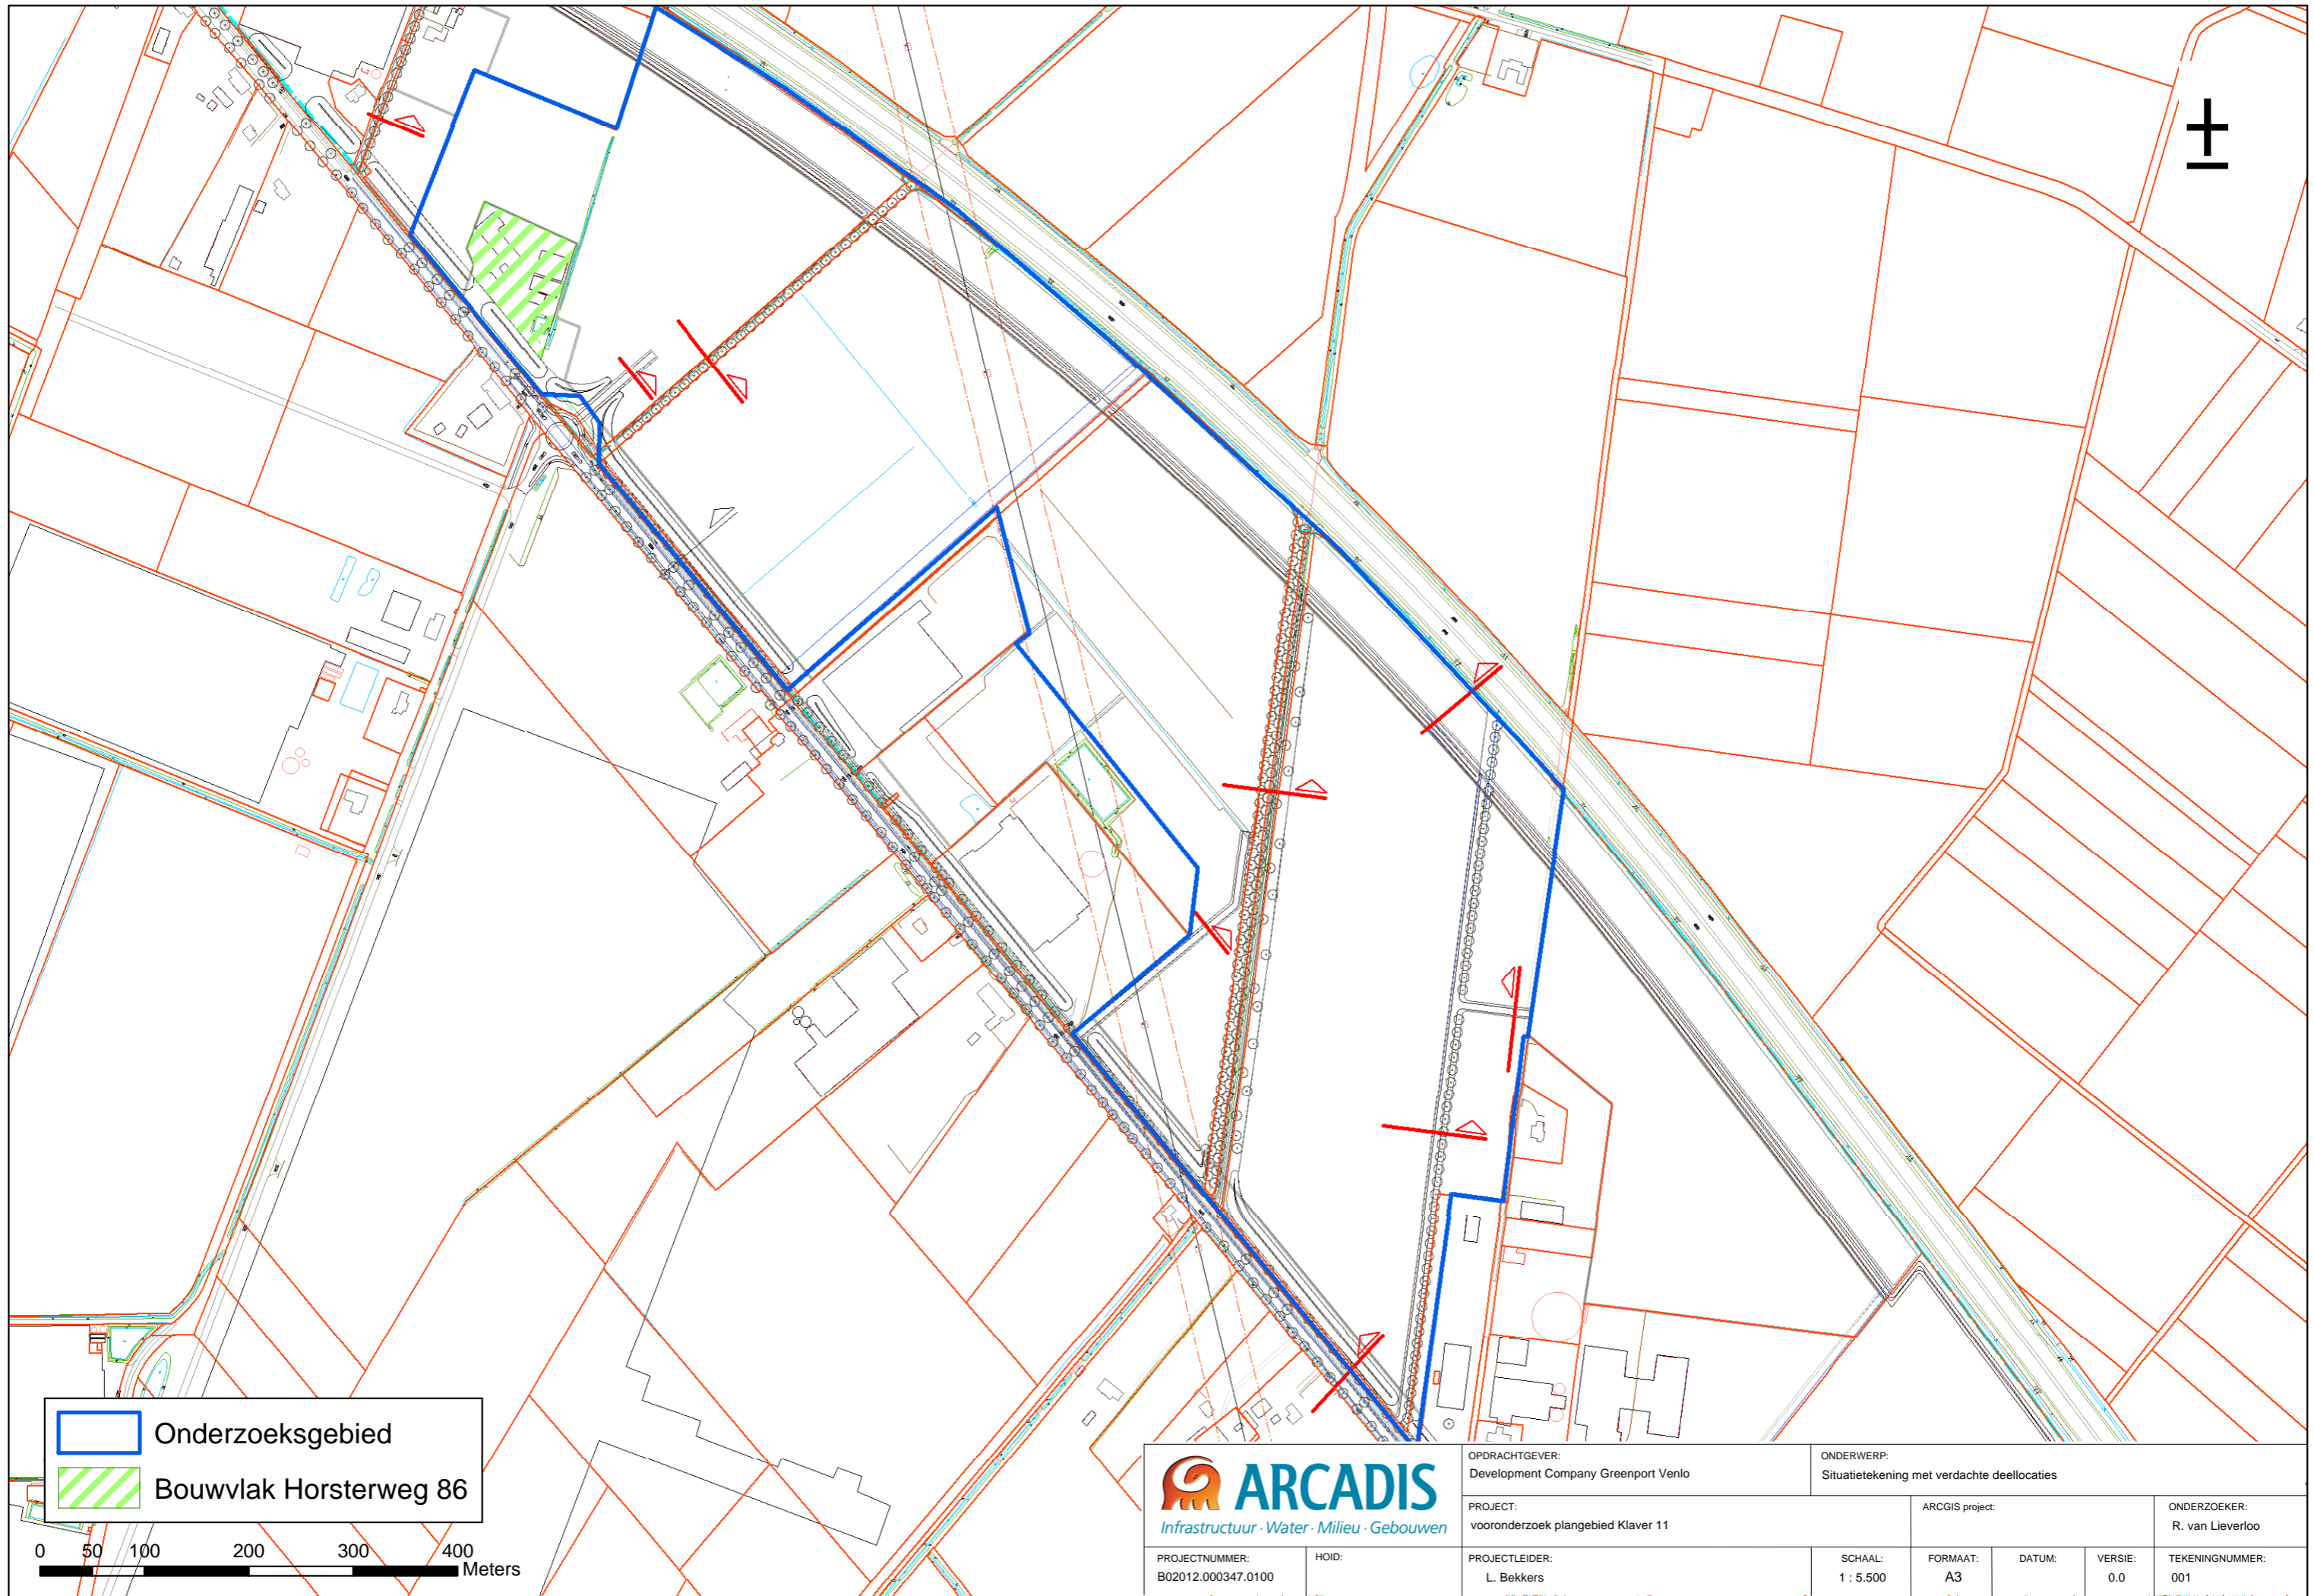 Onderzoeksgebied
Bouwvlak Horsterweg 86
0 50 100 200 300 400
Meters
ARCADIS
Infrastructuur · Water · Milieu · Gebouwen
OPDRACHTGEVER:
Development Company Greenport Venlo
ONDERWERP:
Situatietekening met verdachte deellocaties
PROJECT:
vooronderzoek plangebied Klaver 11
ARCGIS project:
ONDERZOEKER:
R. van Lieverloo
PROJECTNUMMER:
B02012.000347.0100
HOID:
PROJECTLEIDER:
L. Bekkers
SCHAAL:
1 : 5.500
FORMAAT:
A3
DATUM:
VERSIE:
0.0
TEKENINGNUMMER:
001